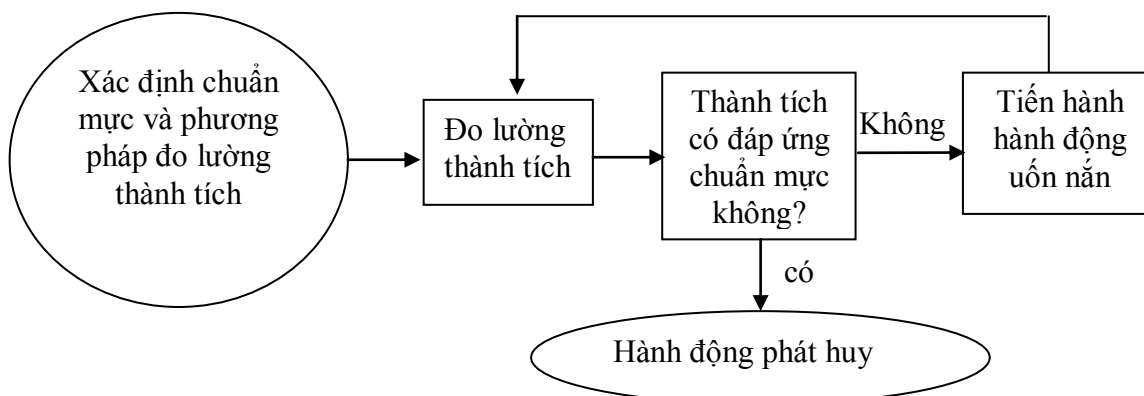 Xác định chuẩn
mực và phương
pháp đo lường
thành tích
Đo lường
thành tích
Thành tích
có đáp ứng
chuẩn mực
không?
Không
Tiến hành
hành động
uốn nắn
có
Hành động phát huy